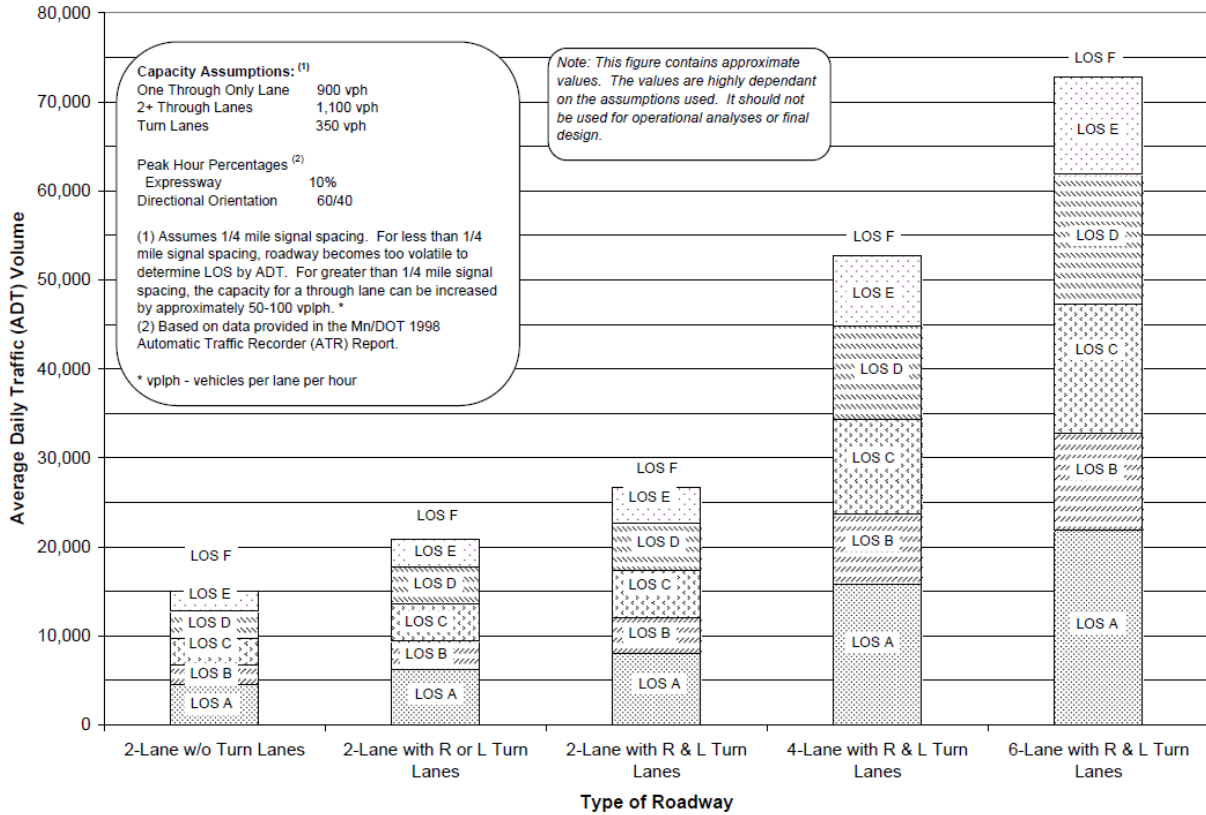 80,000
70,000
60,000
50,000
40,000
30,000
20,000
10,000
0
Average Daily Traffic (ADT) Volume
Capacity Assumptions: (1)
One Through Only Lane 900 vph
2+ Through Lanes 1,100 vph
Turn Lanes 350 vph
Peak Hour Percentages (2)
Expressway 10%
Directional Orientation 60/40
(1) Assumes 1/4 mile signal spacing. For less than 1/4
mile signal spacing, roadway becomes too volatile to
determine LOS by ADT. For greater than 1/4 mile signal
spacing, the capacity for a through lane can be increased
by approximately 50-100 vplph. *
(2) Based on data provided in the Mn/DOT 1998
Automatic Traffic Recorder (ATR) Report.
* vplph - vehicles per lane per hour
Note: This figure contains approximate
values. The values are highly dependant
on the assumptions used. It should not
be used for operational analyses or final
design.
LOS F
LOS E
LOS D
LOS C
LOS B
LOS A
LOS F
LOS E
LOS D
LOS C
LOS B
LOS A
LOS F
LOS E
LOS D
LOS C
LOS B
LOS A
LOS F
LOS E
LOS D
LOS C
LOS B
LOS A
LOS F
LOS E
LOS D
LOS C
LOS B
LOS A
2-Lane w/o Turn Lanes
2-Lane with R or L Turn
Lanes
2-Lane with R & L Turn
Lanes
4-Lane with R & L Turn
Lanes
6-Lane with R & L Turn
Lanes
Type of Roadway